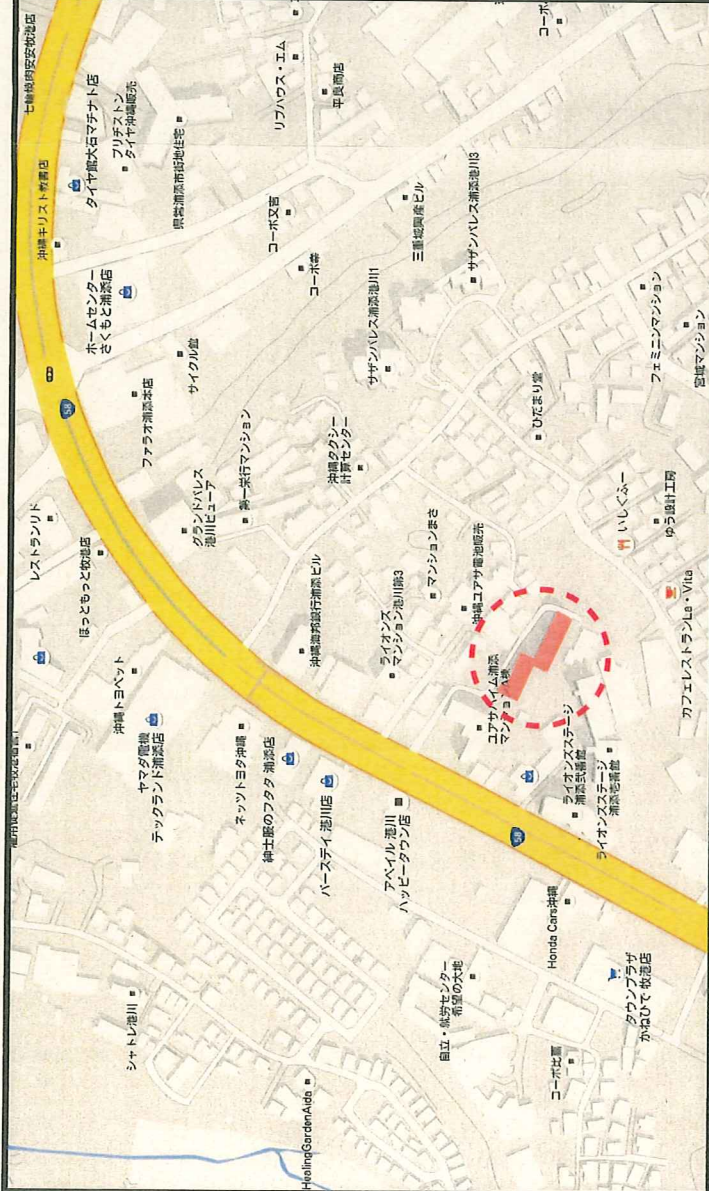 七輪焼肉安安牧港店
レストランリド
沖縄キリスト教書店
ほっともっと牧港店
58
タイヤ館大石マチナト店
ホームセンター
さくもと浦添店
沖縄トヨペット
ブリヂストン
タイヤ沖縄販売
シャトレ港川
ヤマダ電機
テックランド浦添店
ファラオ浦添本店
県営浦添市街地住宅
サイクル館
グランドパレス
港川ビューア
ネッツトヨタ沖縄
第一栄行マンション
紳士服のフタタ 浦添店
コーポ又吉
リブハウス・エム
HealingGardenAida
沖縄海邦銀行浦添ビル
コーポ幸
バースデイ 港川店
沖縄タクシー
計算センター
平良商店
アベイル 港川
ハッピータウン店
ライオンズ
マンション港川第3
サザンパレス浦添港川1
マンションまさ
三重城興産ビル
自立・就労センター
希望の大地
沖縄ユアサ電池販売
サザンパレス浦添港川3
ユアサハイム浦添
マンション
58
Honda Cars沖縄
ひだまり堂
コーポ比嘉
ライオンズステージ
浦添弐番館
ライオンズステージ
浦添壱番館
タウンプラザ
かねひで 牧港店
いしぐふー
フェミニンマンション
ゆう設計工房
カフェレストランLa・Vita
宮城マンション